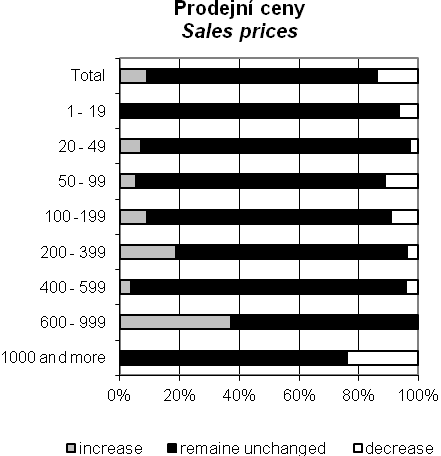 Prodejní ceny
Sales prices
Total
1 - 19
20 - 49
50 - 99
100 -199
200 - 399
400 - 599
600 - 999
1000 and more
0% 20% 40% 60% 80% 100%
increase remaine unchanged decrease